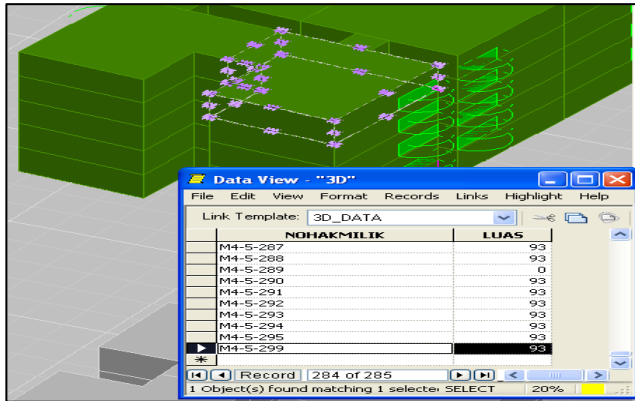 Data View - "3D"
File Edit View Format Records Links Highlight Help
Link Template: 3D_DATA
NOHAKMILIK LUAS
M4-5-287 93
M4-5-288 93
M4-5-289 0
M4-5-290 93
M4-5-291 93
M4-5-292 93
M4-5-293 93
M4-5-294 93
M4-5-295 93
M4-5-299 93
Record 284 of 285
1 Object(s) found matching 1 selecte SELECT 20%